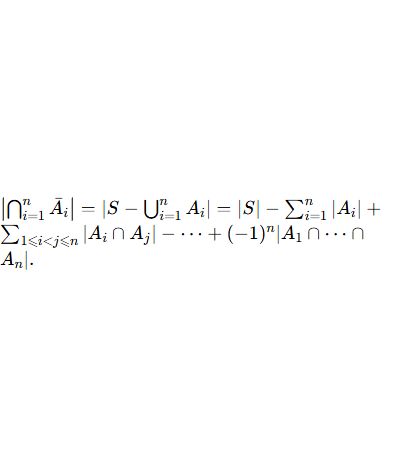 |⋂ⁿᵢ₌₁ Āᵢ| = |S − ⋃ⁿᵢ₌₁ Aᵢ| = |S| − ∑ⁿᵢ₌₁ |Aᵢ| +
∑_{1⩽i<j⩽n} |Aᵢ ∩ Aⱼ| − ⋯ + (−1)ⁿ|A₁ ∩ ⋯ ∩
Aₙ|.